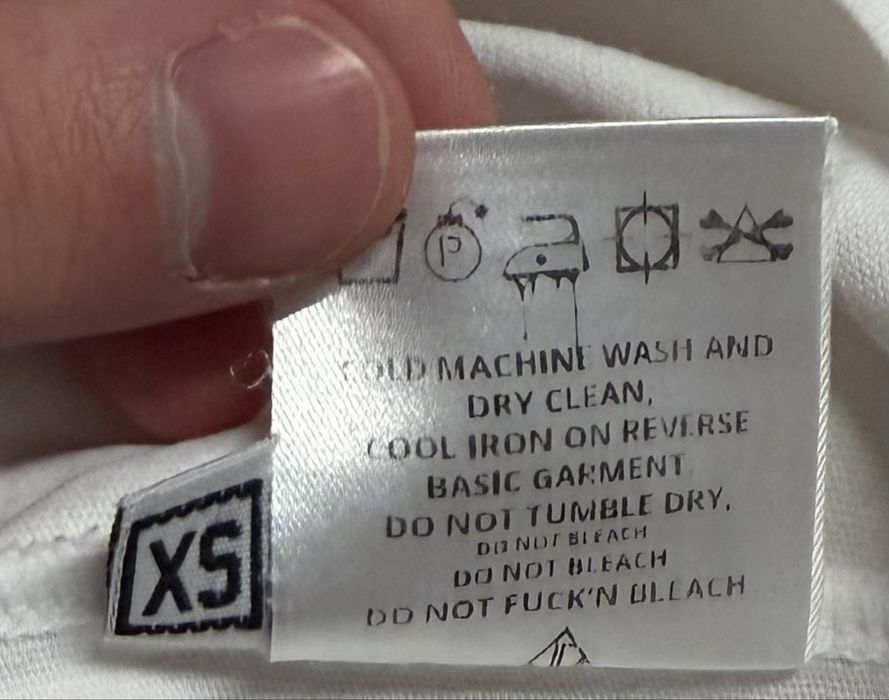 P
COLD MACHINE WASH AND
DRY CLEAN,
COOL IRON ON REVERSE
BASIC GARMENT
DO NOT TUMBLE DRY,
DO NOT BLEACH
DO NOT BLEACH
DO NOT FUCK'N BLEACH
XS